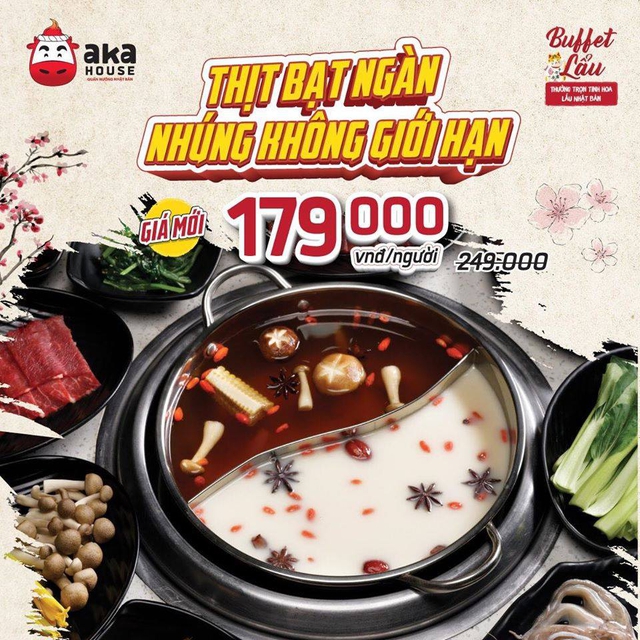 aka
HOUSE
QUÁN NƯỚNG NHẬT BẢN
Buffet
Lẩu
THƯỞNG TRỌN TINH HOA
LẨU NHẬT BẢN
THỊT BẠT NGÀN
NHÚNG KHÔNG GIỚI HẠN
GIÁ MỚI
179 000
vnđ/người
249.000